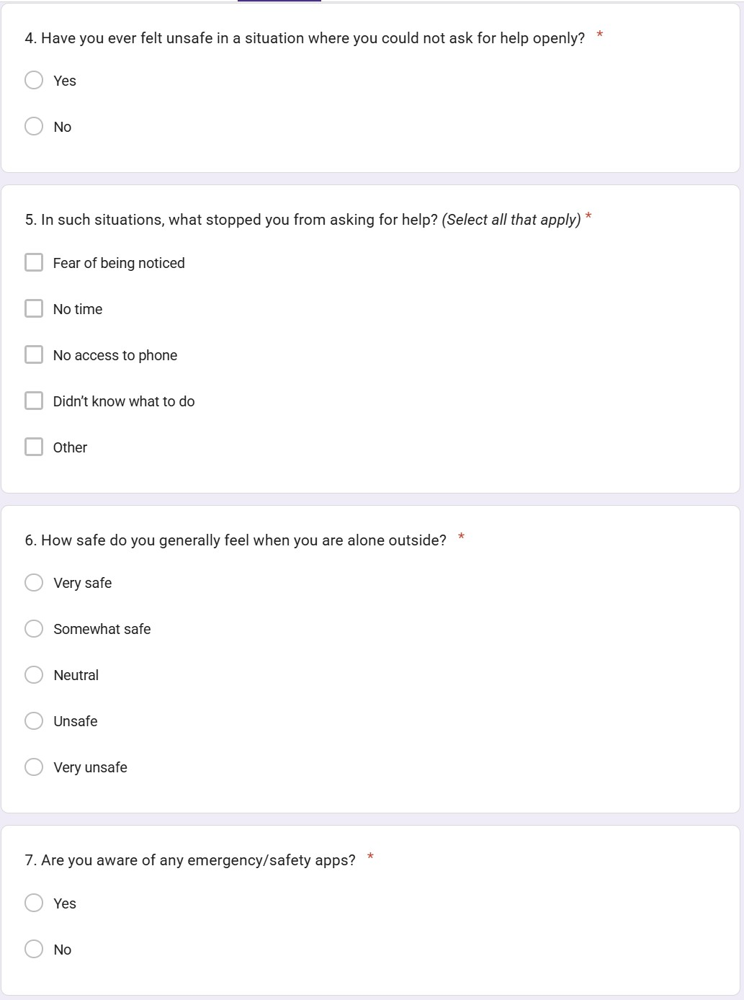 4. Have you ever felt unsafe in a situation where you could not ask for help openly? *
Yes
No
5. In such situations, what stopped you from asking for help? (Select all that apply) *
Fear of being noticed
No time
No access to phone
Didn’t know what to do
Other
6. How safe do you generally feel when you are alone outside? *
Very safe
Somewhat safe
Neutral
Unsafe
Very unsafe
7. Are you aware of any emergency/safety apps? *
Yes
No